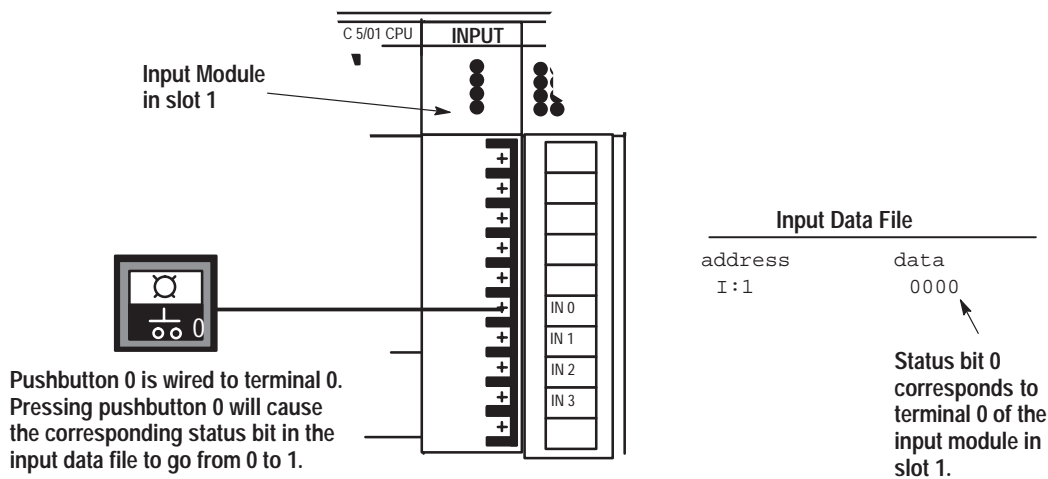 C 5/01 CPU
INPUT
Input Module
in slot 1
+
+
+
+
+
+
+
+
+
+
IN 0
IN 1
IN 2
IN 3
0
Pushbutton 0 is wired to terminal 0.
Pressing pushbutton 0 will cause
the corresponding status bit in the
input data file to go from 0 to 1.
Input Data File
address data
I:1 0000
Status bit 0
corresponds to
terminal 0 of the
input module in
slot 1.